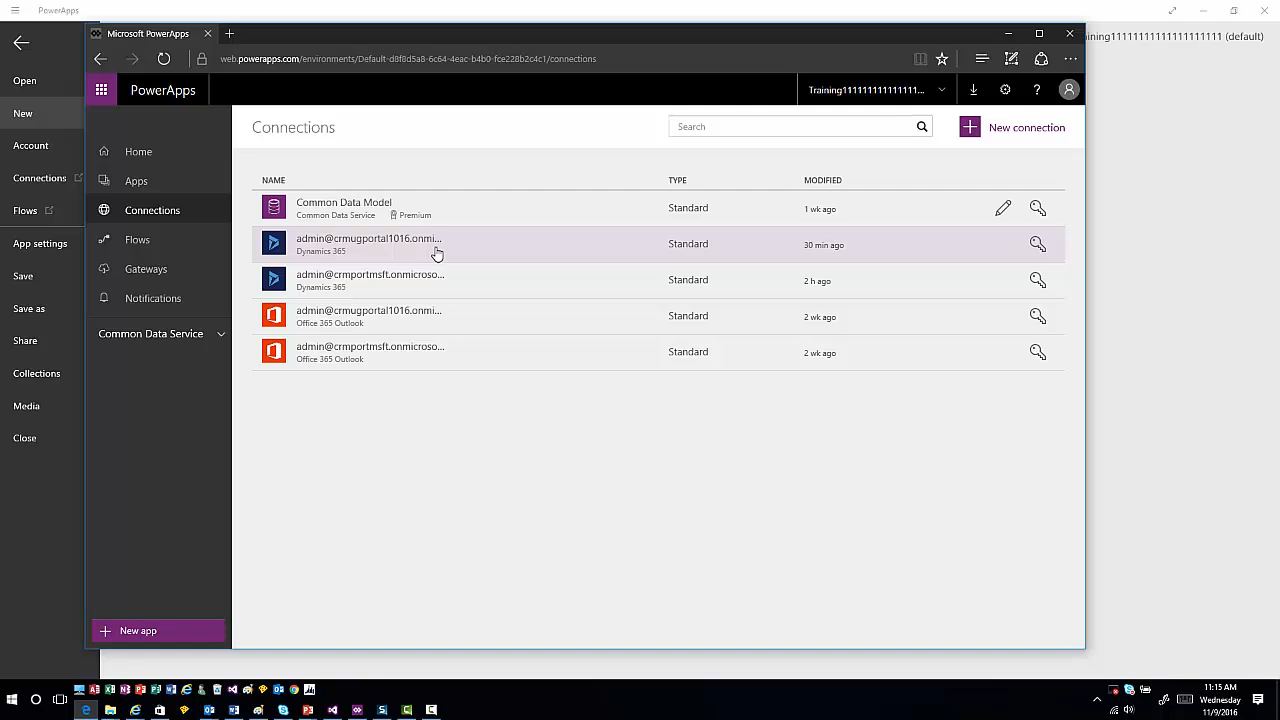 PowerApps
ining1111111111111111111111 (default)
Open
New
Account
Connections
Flows
App settings
Save
Save as
Share
Collections
Media
Close
Microsoft PowerApps
web.powerapps.com/environments/Default-d8f8d5a8-6c64-4eac-b4b0-fce228b2c4c1/connections
PowerApps
Training111111111111111...
Home
Apps
Connections
Flows
Gateways
Notifications
Common Data Service
New app
Connections
Search
New connection
NAME TYPE MODIFIED
Common Data Model Standard 1 wk ago
Common Data Service Premium
admin@crmugportal1016.onmi... Standard 30 min ago
Dynamics 365
admin@crmportmsft.onmicroso... Standard 2 h ago
Dynamics 365
admin@crmugportal1016.onmi... Standard 2 wk ago
Office 365 Outlook
admin@crmportmsft.onmicroso... Standard 2 wk ago
Office 365 Outlook
11:15 AM
Wednesday
11/9/2016